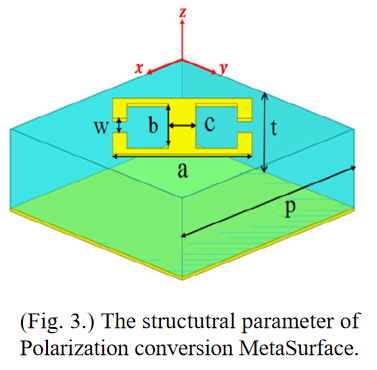 z
x y
w b c t
a
p
(Fig. 3.) The structutral parameter of
Polarization conversion MetaSurface.